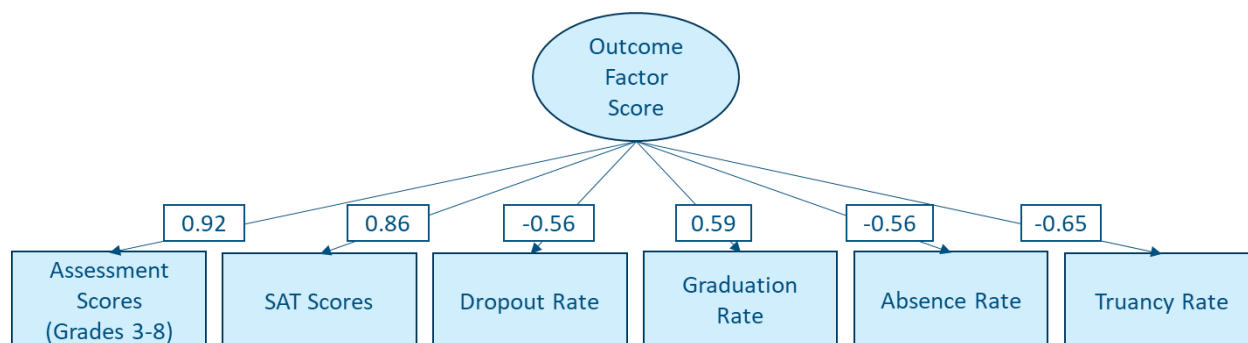 Outcome
Factor
Score
0.92
0.86
-0.56
0.59
-0.56
-0.65
Assessment
Scores
(Grades 3-8)
SAT Scores
Dropout Rate
Graduation
Rate
Absence Rate
Truancy Rate